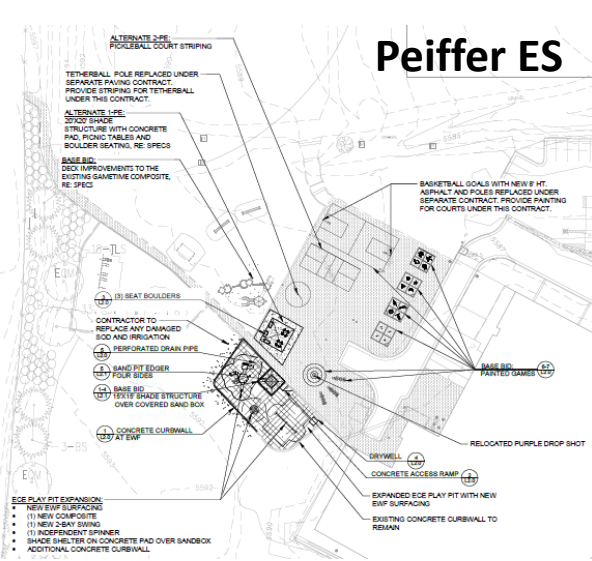 Peiffer ES
ALTERNATE 2-PE:
PICKLEBALL COURT STRIPING
TETHERBALL POLE REPLACED UNDER
SEPARATE PAVING CONTRACT.
PROVIDE STRIPING FOR TETHERBALL
UNDER THIS CONTRACT.
ALTERNATE 1-PE:
20'X20' SHADE
STRUCTURE WITH CONCRETE
PAD, PICNIC TABLES AND
BOULDER SEATING, RE: SPECS
BASE BID:
DECK IMPROVEMENTS TO THE
EXISTING GAMETIME COMPOSITE,
RE: SPECS
BASKETBALL GOALS WITH NEW 8' HT.
ASPHALT AND POLES REPLACED UNDER
SEPARATE CONTRACT. PROVIDE PAINTING
FOR COURTS UNDER THIS CONTRACT.
(3) SEAT BOULDERS
CONTRACTOR TO
REPLACE ANY DAMAGED
SOD AND IRRIGATION
PERFORATED DRAIN PIPE
SAND PIT EDGER
FOUR SIDES
BASE BID
15'X15' SHADE STRUCTURE
OVER COVERED SAND BOX
CONCRETE CURBWALL
AT EWF
BASE BID:
PAINTED GAMES
RELOCATED PURPLE DROP SHOT
DRYWELL
CONCRETE ACCESS RAMP
EXPANDED ECE PLAY PIT WITH NEW
EWF SURFACING
EXISTING CONCRETE CURBWALL TO
REMAIN
ECE PLAY PIT EXPANSION:
• NEW EWF SURFACING
• (1) NEW COMPOSITE
• (1) NEW 2-BAY SWING
• (1) INDEPENDENT SPINNER
• SHADE SHELTER ON CONCRETE PAD OVER SANDBOX
• ADDITIONAL CONCRETE CURBWALL